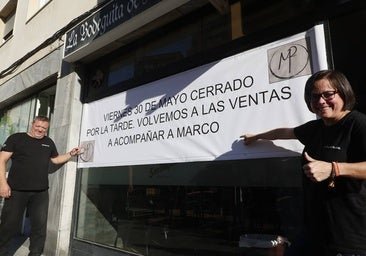 La Bodeguita de
VIERNES 30 DE MAYO CERRADO
POR LA TARDE. VOLVEMOS A LAS VENTAS
A ACOMPAÑAR A MARCO
MP